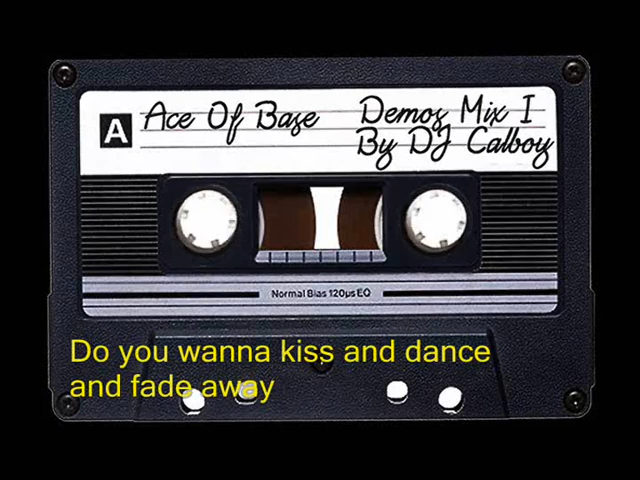 A
Ace Of Base Demos Mix I
By DJ Calboy
Normal Bias 120µs EQ
Do you wanna kiss and dance
and fade away